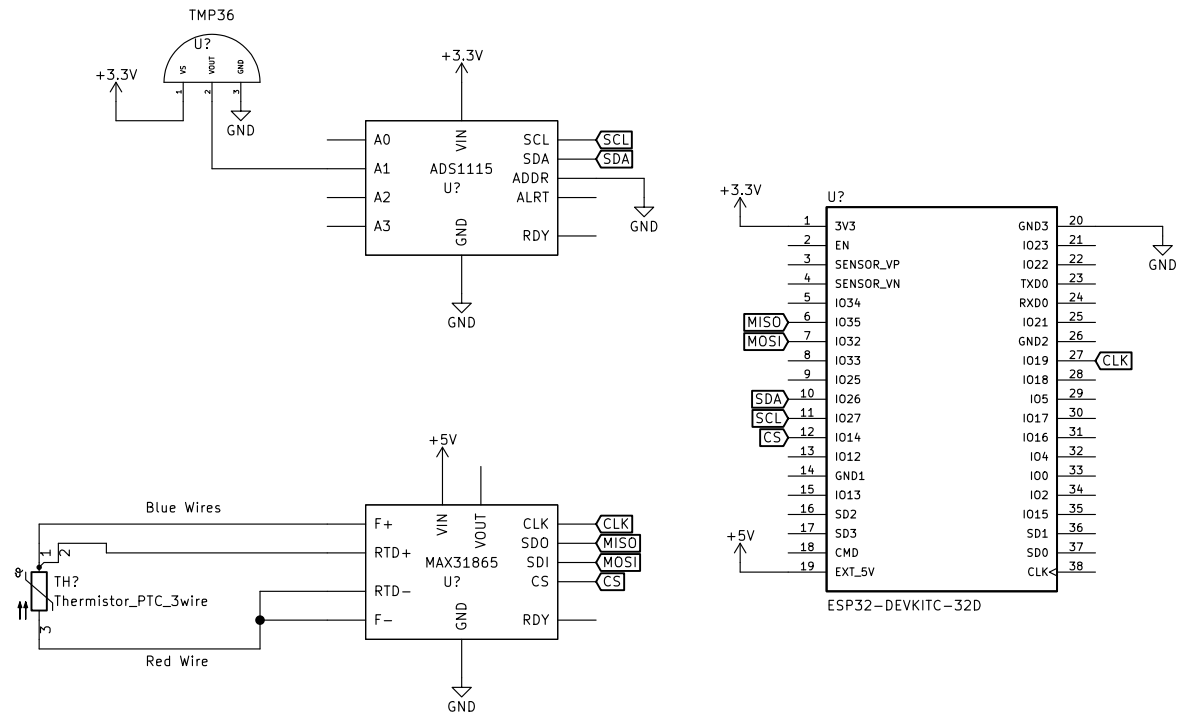 TMP36
U?
VS
VOUT
GND
1
2
3
+3.3V
GND
+3.3V
A0
A1
A2
A3
VIN
ADS1115
U?
GND
SCL
SDA
ADDR
ALRT
RDY
SCL
SDA
GND
GND
+3.3V
U?
1 3V3
2 EN
3 SENSOR_VP
4 SENSOR_VN
5 IO34
MISO 6 IO35
MOSI 7 IO32
8 IO33
9 IO25
SDA 10 IO26
SCL 11 IO27
CS 12 IO14
13 IO12
14 GND1
15 IO13
16 SD2
17 SD3
18 CMD
+5V
19 EXT_5V
GND3 20
GND
IO23 21
IO22 22
TXD0 23
RXD0 24
IO21 25
GND2 26
IO19 27 CLK
IO18 28
IO5 29
IO17 30
IO16 31
IO4 32
IO0 33
IO2 34
IO15 35
SD1 36
SD0 37
CLK 38
ESP32-DEVKITC-32D
+5V
Blue Wires
F+
RTD+
RTD-
F-
VIN
VOUT
MAX31865
U?
GND
CLK
SDO
SDI
CS
RDY
CLK
MISO
MOSI
CS
1
2
ϑ
TH?
Thermistor_PTC_3wire
3
Red Wire
GND